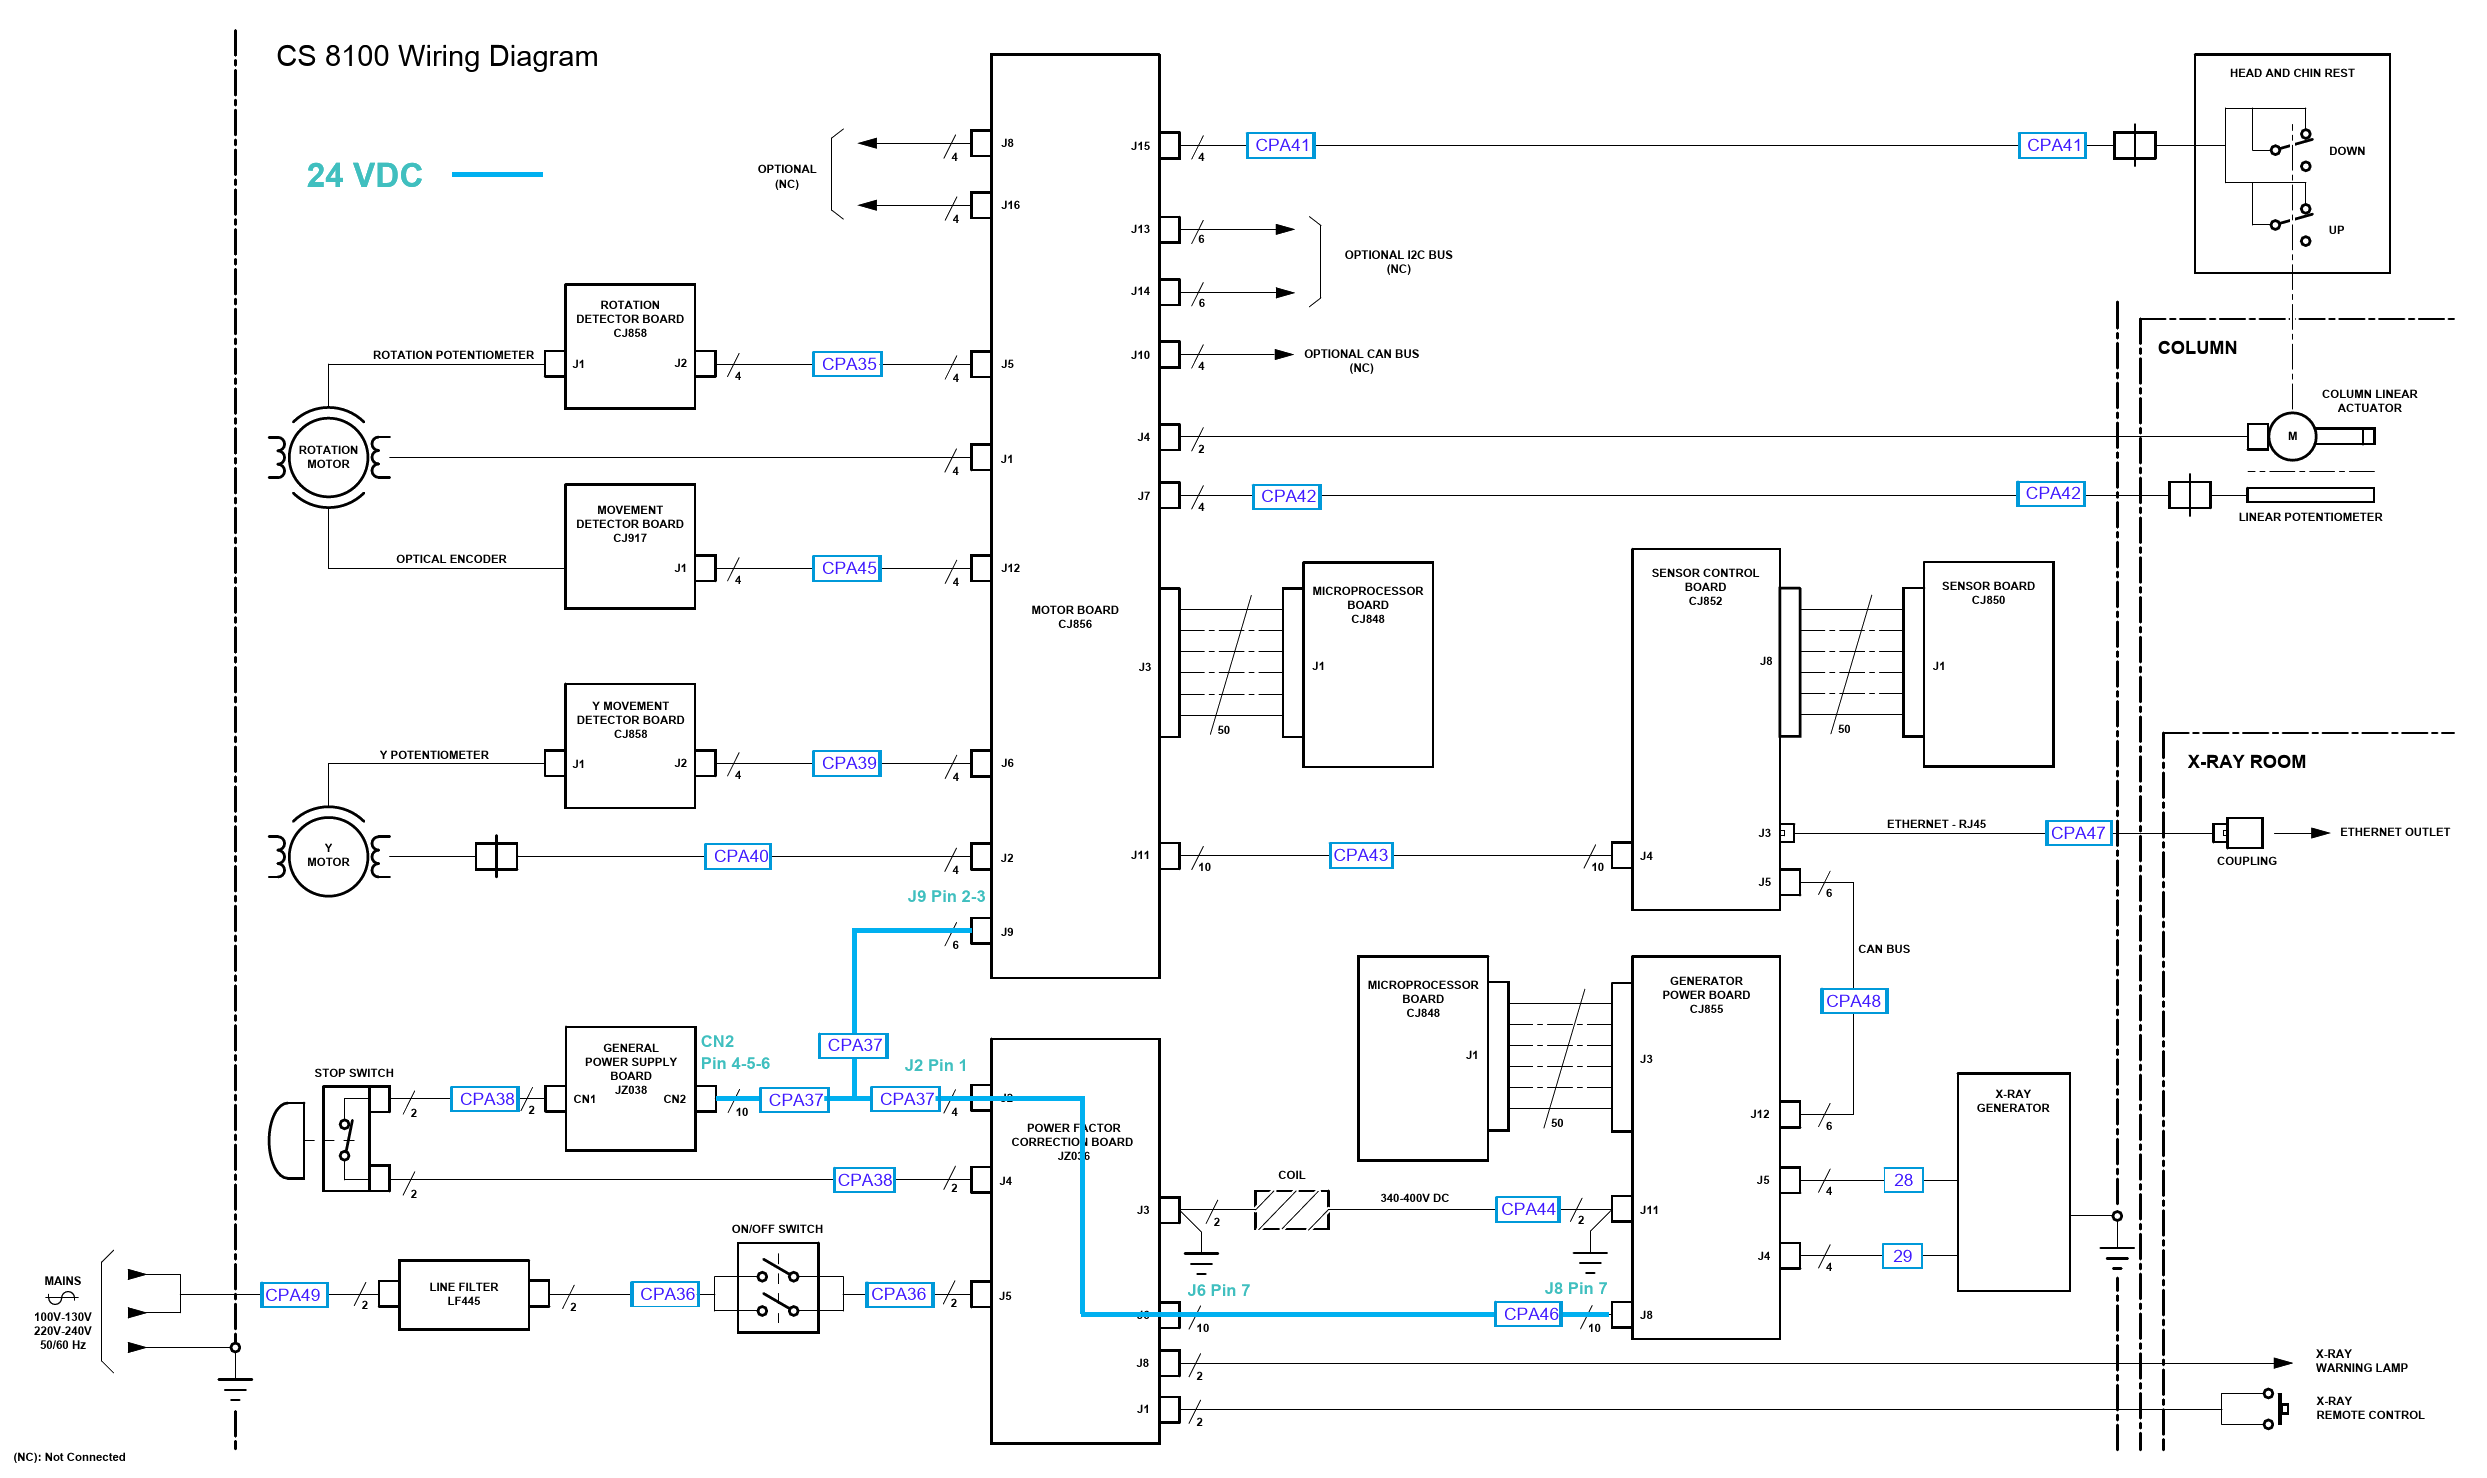 CS 8100 Wiring Diagram
24 VDC
OPTIONAL
(NC)
4
J8
4
J16
J15
4
CPA41
CPA41
HEAD AND CHIN REST
DOWN
UP
J13
6
J14
6
OPTIONAL I2C BUS
(NC)
J10
4
OPTIONAL CAN BUS
(NC)
ROTATION
DETECTOR BOARD
CJ858
ROTATION POTENTIOMETER
J1
J2
4
CPA35
4
J5
COLUMN
COLUMN LINEAR
ACTUATOR
M
J4
2
ROTATION
MOTOR
4
J1
J7
4
CPA42
CPA42
LINEAR POTENTIOMETER
MOVEMENT
DETECTOR BOARD
CJ917
OPTICAL ENCODER
J1
4
CPA45
4
J12
MOTOR BOARD
CJ856
J3
50
MICROPROCESSOR
BOARD
CJ848
J1
SENSOR CONTROL
BOARD
CJ852
J8
50
SENSOR BOARD
CJ850
J1
Y MOVEMENT
DETECTOR BOARD
CJ858
Y POTENTIOMETER
J1
J2
4
CPA39
4
J6
X-RAY ROOM
Y
MOTOR
CPA40
4
J2
J11
10
CPA43
10
J4
J3
ETHERNET - RJ45
CPA47
COUPLING
ETHERNET OUTLET
J5
6
J9 Pin 2-3
6
J9
CAN BUS
CPA48
GENERAL
POWER SUPPLY
BOARD
JZ038
CN1
CN2
CN2
Pin 4-5-6
10
CPA37
CPA37
CPA37
J2 Pin 1
4
STOP SWITCH
2
CPA38
2
2
CPA38
2
J4
POWER FACTOR
CORRECTION BOARD
JZ036
MICROPROCESSOR
BOARD
CJ848
J1
50
GENERATOR
POWER BOARD
CJ855
J3
J12
6
X-RAY
GENERATOR
J5
4
28
J4
4
29
J3
2
COIL
340-400V DC
CPA44
2
J11
J6 Pin 7
10
CPA46
J8 Pin 7
10
J8
ON/OFF SWITCH
MAINS
100V-130V
220V-240V
50/60 Hz
CPA49
2
LINE FILTER
LF445
2
CPA36
CPA36
2
J5
J8
2
X-RAY
WARNING LAMP
J1
2
X-RAY
REMOTE CONTROL
(NC): Not Connected